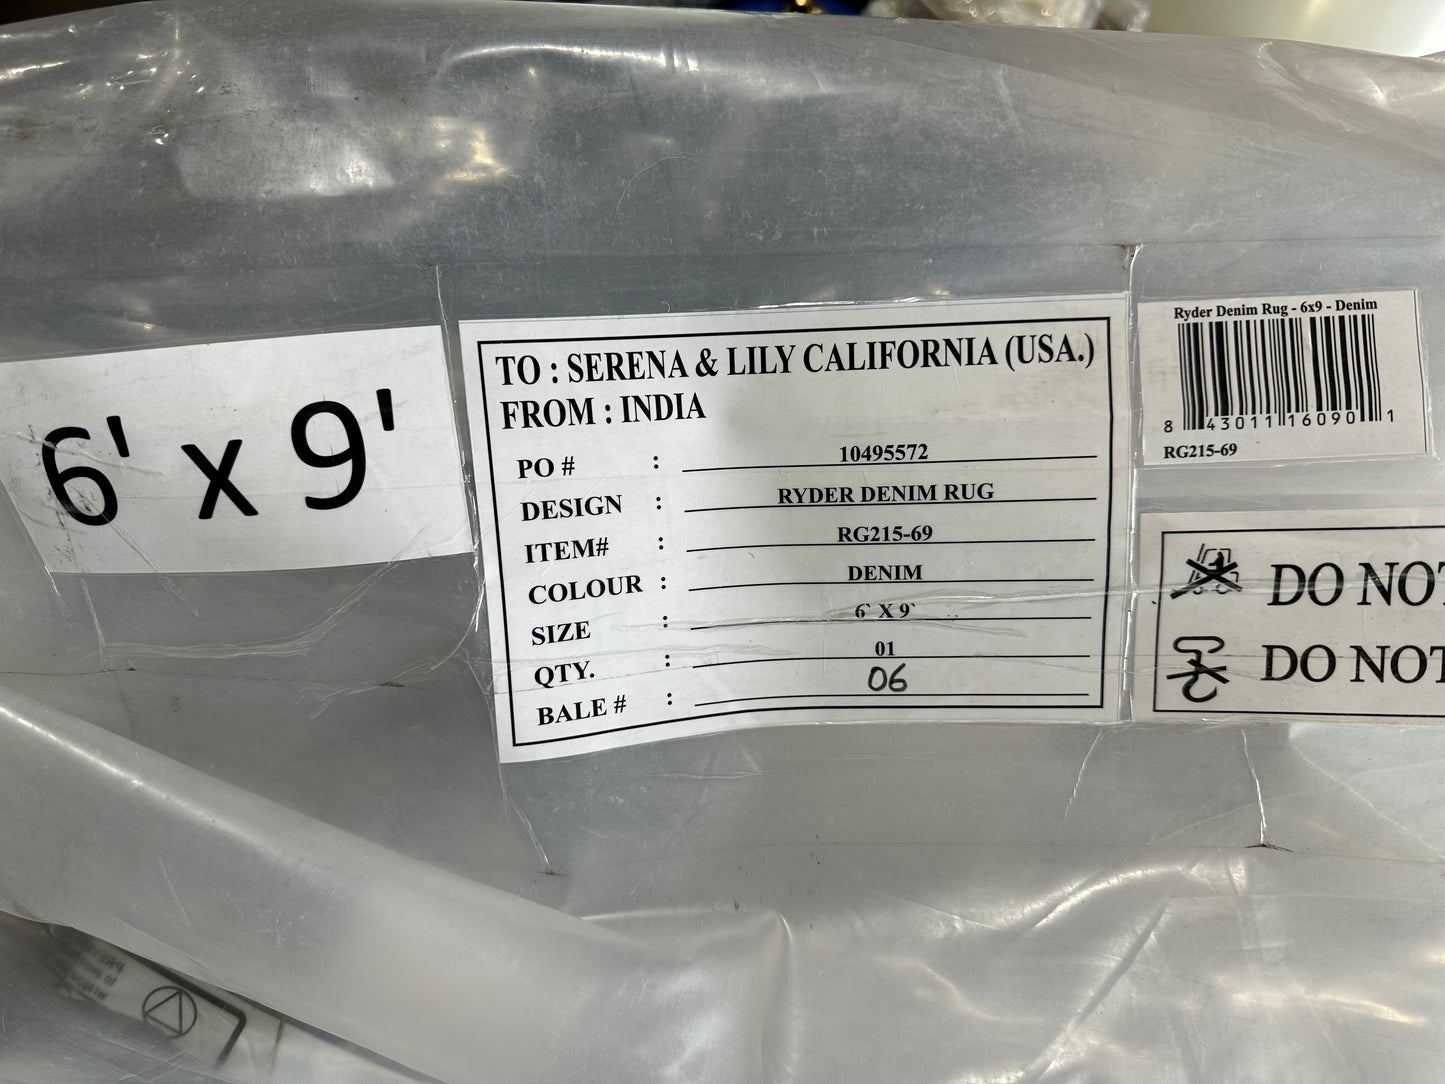 6' x 9'
TO : SERENA & LILY CALIFORNIA (USA.)
FROM : INDIA
PO # : 10495572
DESIGN : RYDER DENIM RUG
ITEM# : RG215-69
COLOUR : DENIM
SIZE : 6` X 9`
QTY. : 01
BALE # : 06
Ryder Denim Rug - 6x9 - Denim
8 43011 16090 1
RG215-69
DO NOT
DO NOT